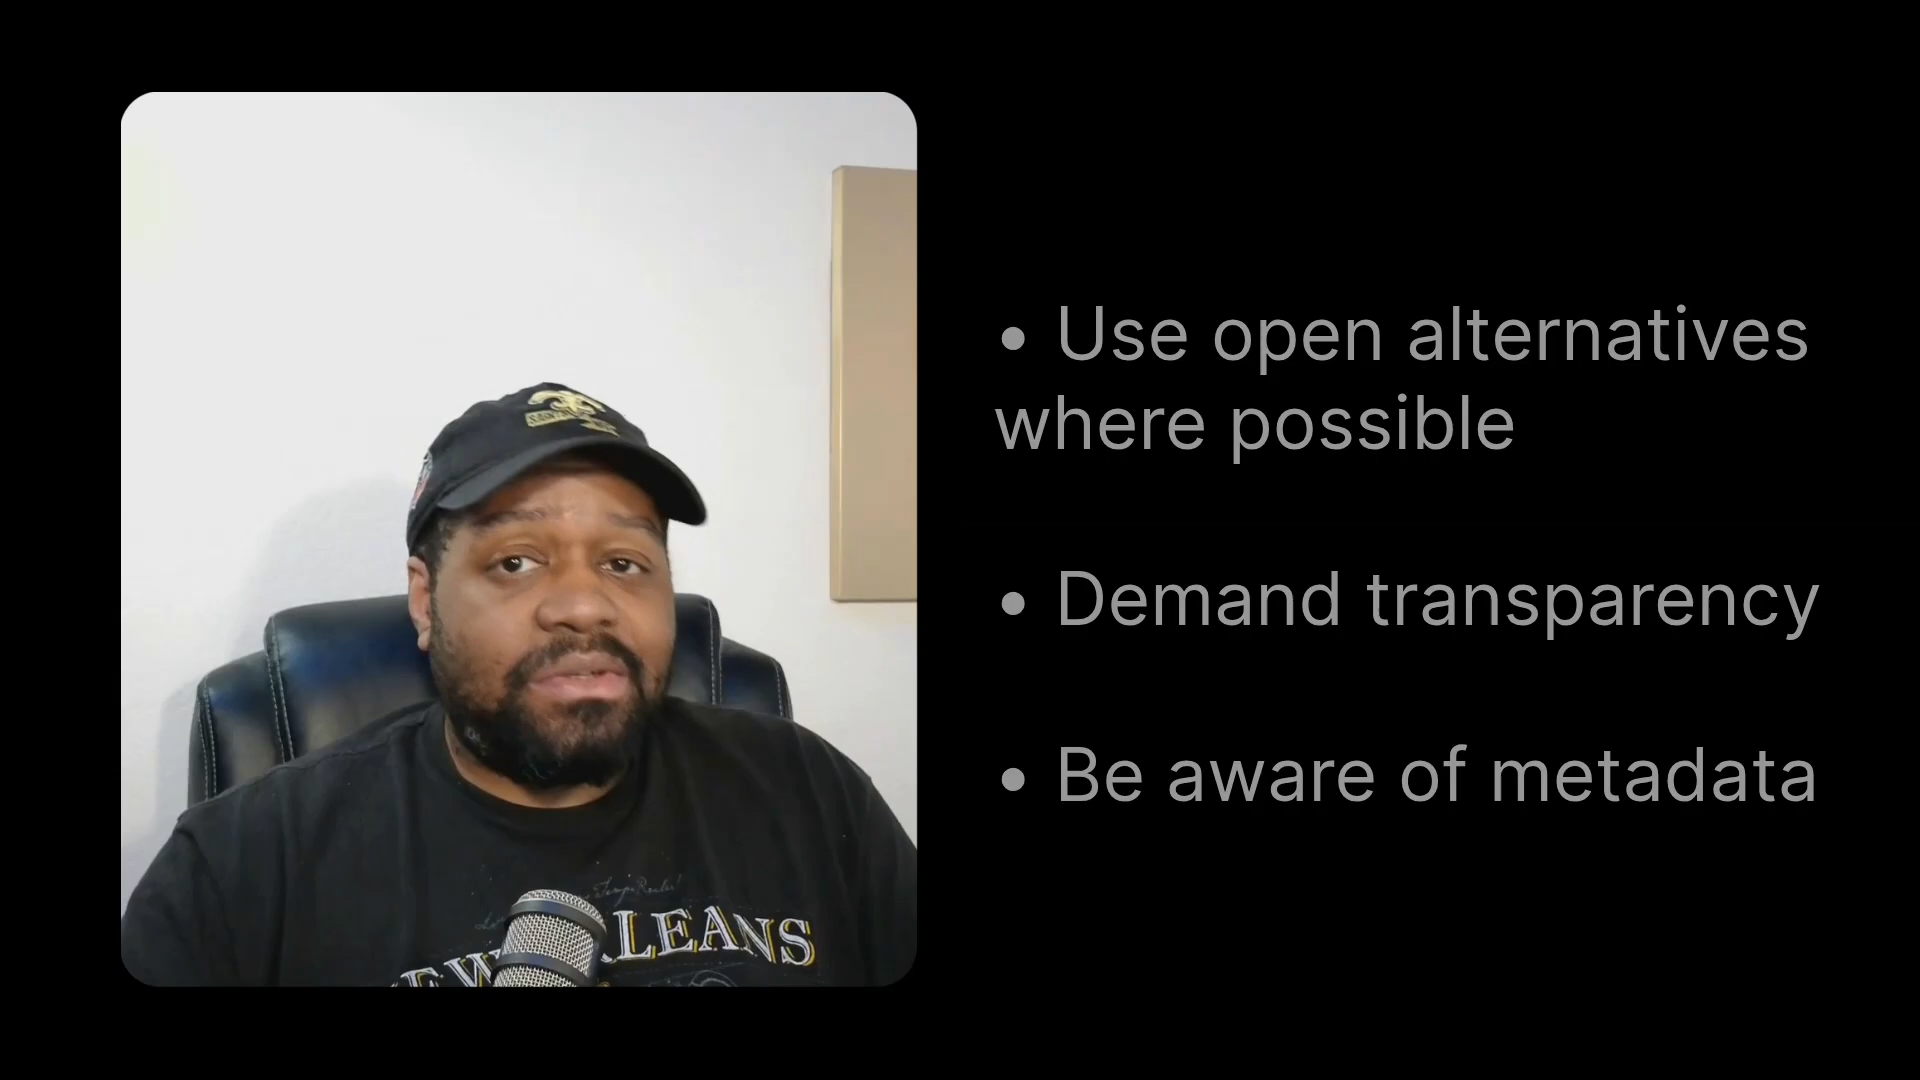 • Use open alternatives
where possible
• Demand transparency
• Be aware of metadata
LEANS